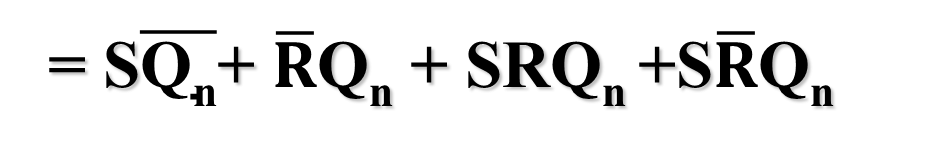 = SQ̅n̅ + R̅Qn + SRQn +SR̅Qn